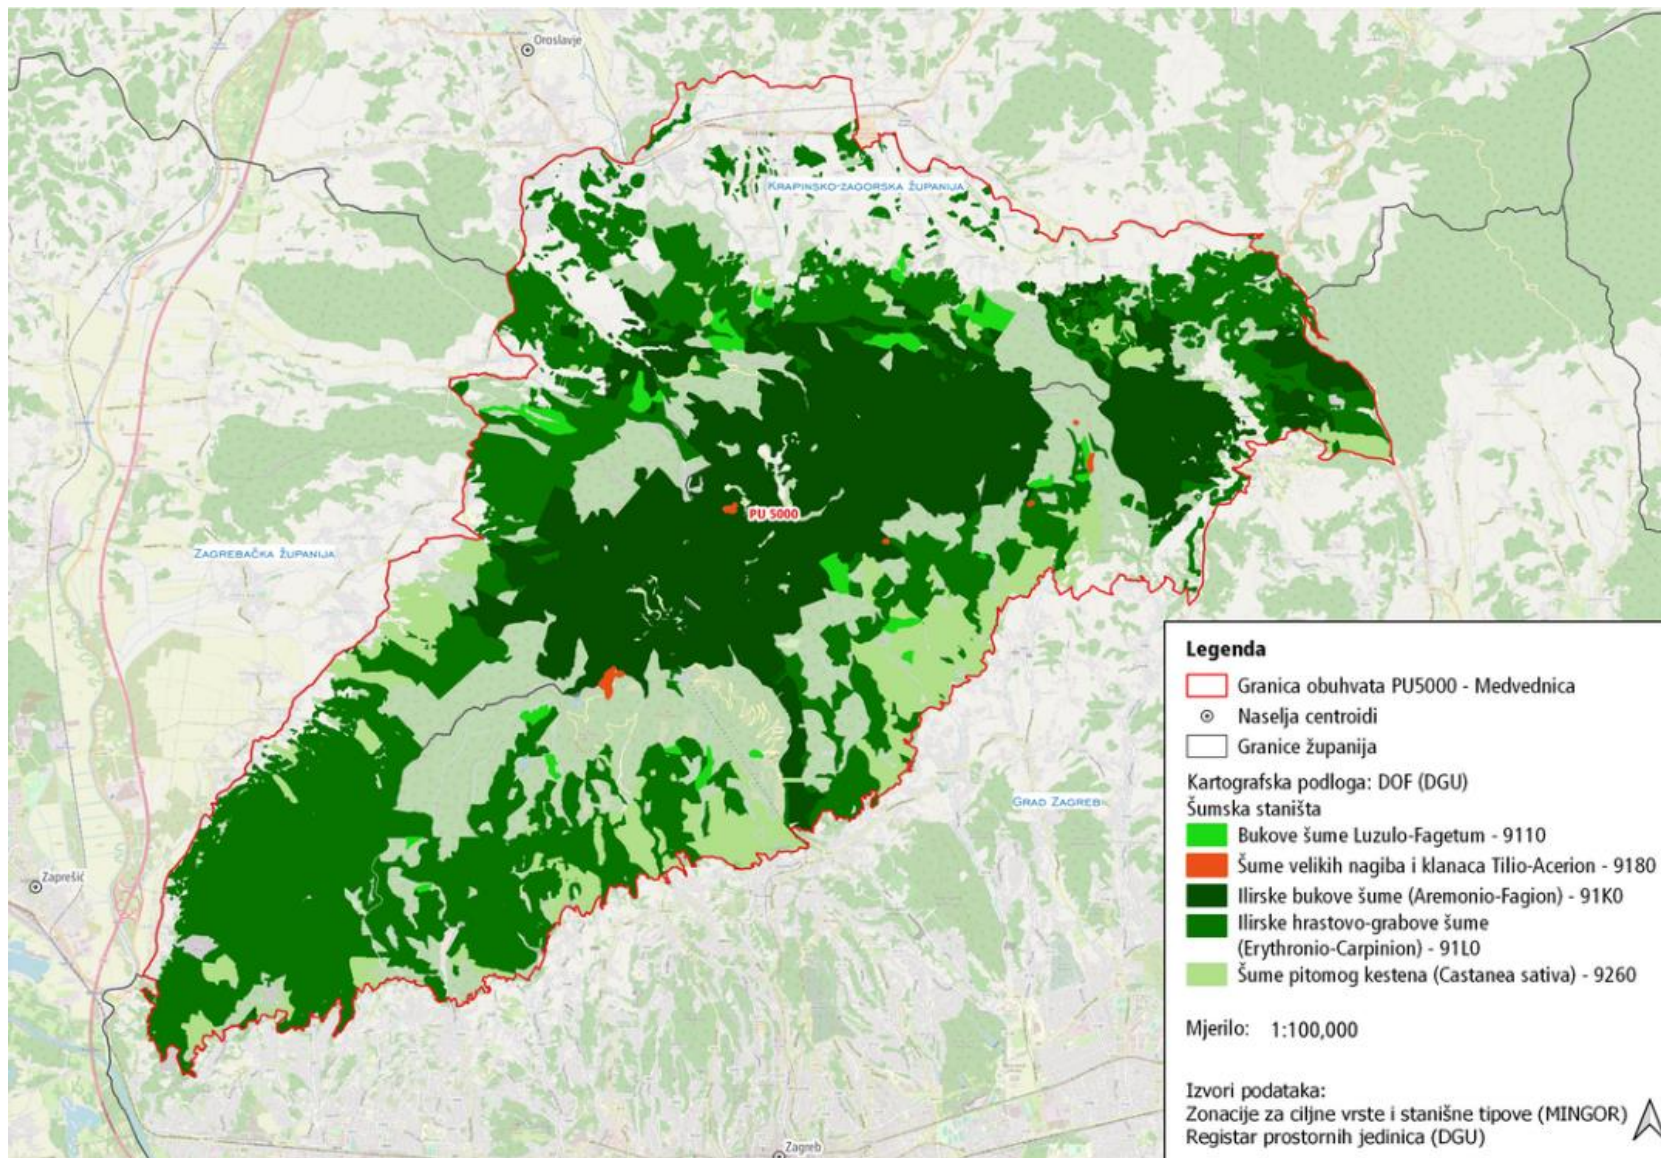 Oroslavje
KRAPINSKO-ZAGORSKA ŽUPANIJA
PU 5000
ZAGREBAČKA ŽUPANIJA
GRAD ZAGREB
Zaprešić
Zagreb
Legenda
Granica obuhvata PU5000 - Medvednica
Naselja centroidi
Granice županija
Kartografska podloga: DOF (DGU)
Šumska staništa
Bukove šume Luzulo-Fagetum - 9110
Šume velikih nagiba i klanaca Tilio-Acerion - 9180
Ilirske bukove šume (Aremonio-Fagion) - 91K0
Ilirske hrastovo-grabove šume
(Erythronio-Carpinion) - 91L0
Šume pitomog kestena (Castanea sativa) - 9260
Mjerilo: 1:100,000
Izvori podataka:
Zonacije za ciljne vrste i stanišne tipove (MINGOR)
Registar prostornih jedinica (DGU)